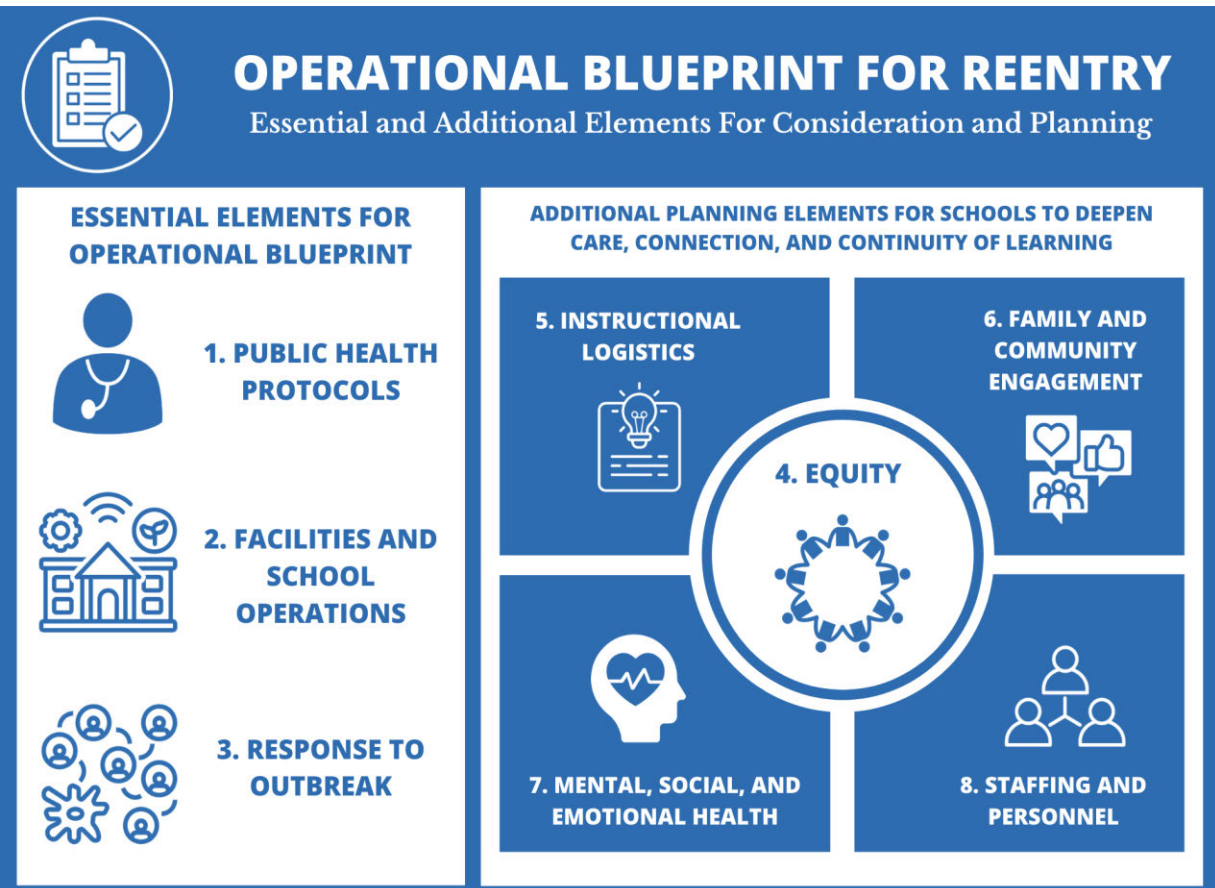 OPERATIONAL BLUEPRINT FOR REENTRY
Essential and Additional Elements For Consideration and Planning
ESSENTIAL ELEMENTS FOR
OPERATIONAL BLUEPRINT
1. PUBLIC HEALTH
PROTOCOLS
2. FACILITIES AND
SCHOOL
OPERATIONS
3. RESPONSE TO
OUTBREAK
ADDITIONAL PLANNING ELEMENTS FOR SCHOOLS TO DEEPEN
CARE, CONNECTION, AND CONTINUITY OF LEARNING
4. EQUITY
5. INSTRUCTIONAL
LOGISTICS
6. FAMILY AND
COMMUNITY
ENGAGEMENT
7. MENTAL, SOCIAL, AND
EMOTIONAL HEALTH
8. STAFFING AND
PERSONNEL